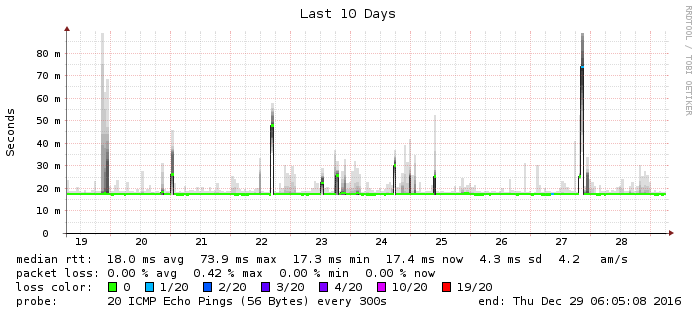 Last 10 Days
RRDTOOL / TOBI OETIKER
Seconds
80 m
70 m
60 m
50 m
40 m
30 m
20 m
10 m
0
19 20 21 22 23 24 25 26 27 28
median rtt: 18.0 ms avg 73.9 ms max 17.3 ms min 17.4 ms now 4.3 ms sd 4.2 am/s
packet loss: 0.00 % avg 0.42 % max 0.00 % min 0.00 % now
loss color: 0 1/20 2/20 3/20 4/20 10/20 19/20
probe: 20 ICMP Echo Pings (56 Bytes) every 300s end: Thu Dec 29 06:05:08 2016